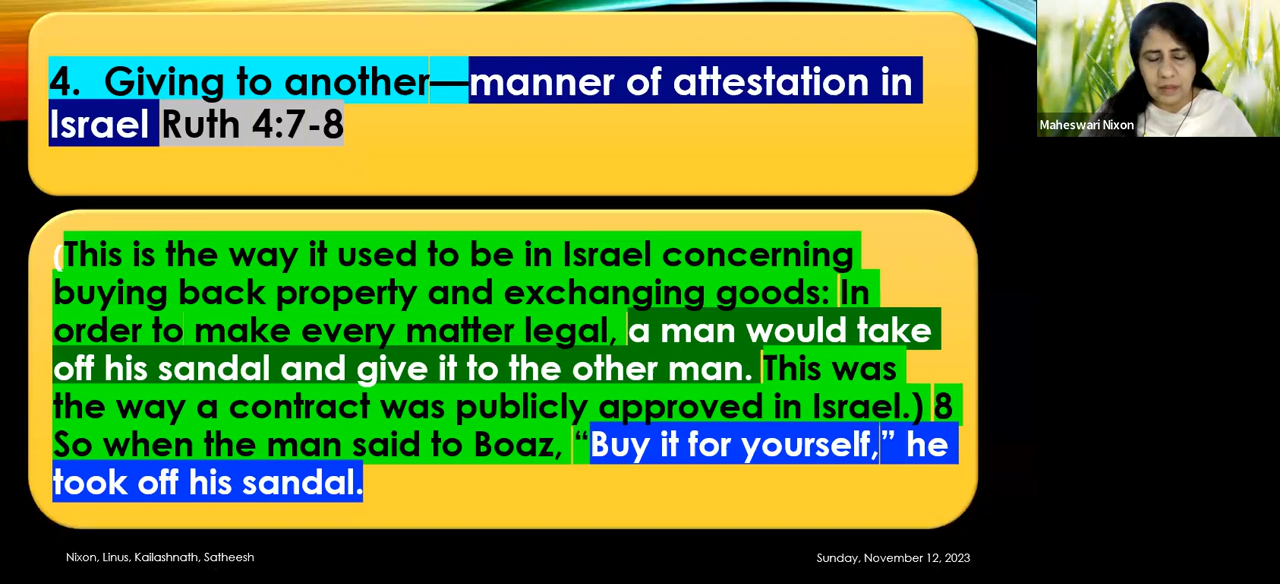 4. Giving to another—manner of attestation in
Israel Ruth 4:7-8
(This is the way it used to be in Israel concerning
buying back property and exchanging goods: In
order to make every matter legal, a man would take
off his sandal and give it to the other man. This was
the way a contract was publicly approved in Israel.) 8
So when the man said to Boaz, “Buy it for yourself,” he
took off his sandal.
Nixon, Linus, Kailashnath, Satheesh
Sunday, November 12, 2023
Maheswari Nixon